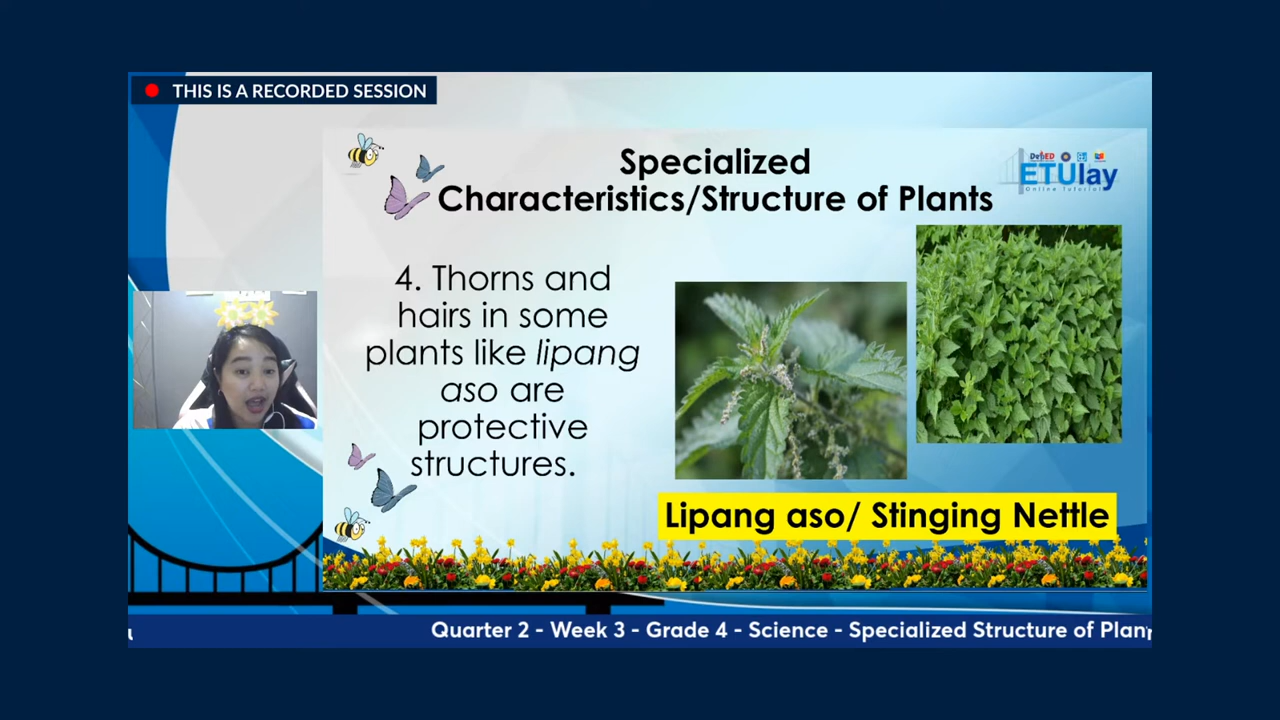 THIS IS A RECORDED SESSION
Specialized
Characteristics/Structure of Plants
DepED
ETUlay
Online Tutorial
4. Thorns and
hairs in some
plants like lipang
aso are
protective
structures.
Lipang aso/ Stinging Nettle
Quarter 2 - Week 3 - Grade 4 - Science - Specialized Structure of Plan